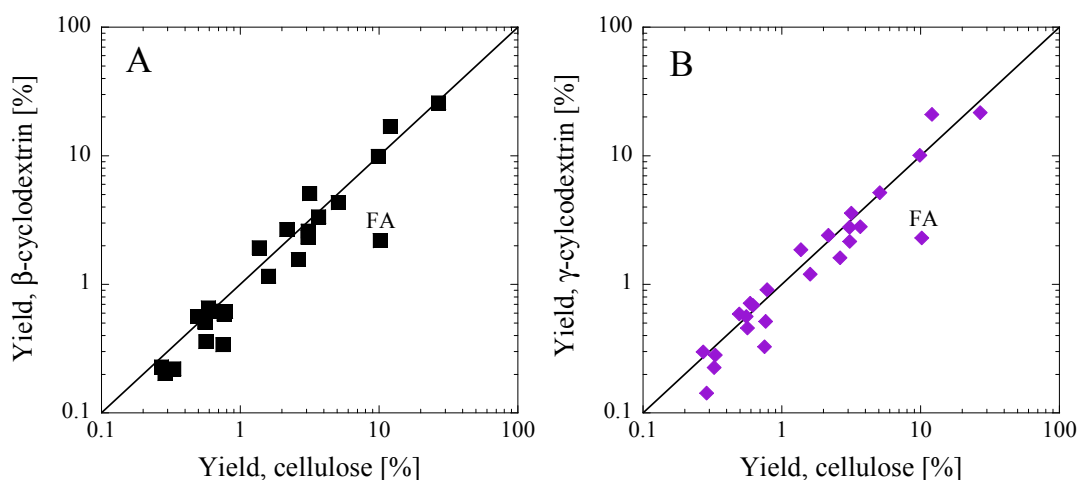 A
Yield, β-cyclodextrin [%]
100
10
1
0.1
FA
0.1
1
10
100
Yield, cellulose [%]
B
Yield, γ-cylcodextrin [%]
100
10
1
0.1
FA
0.1
1
10
100
Yield, cellulose [%]